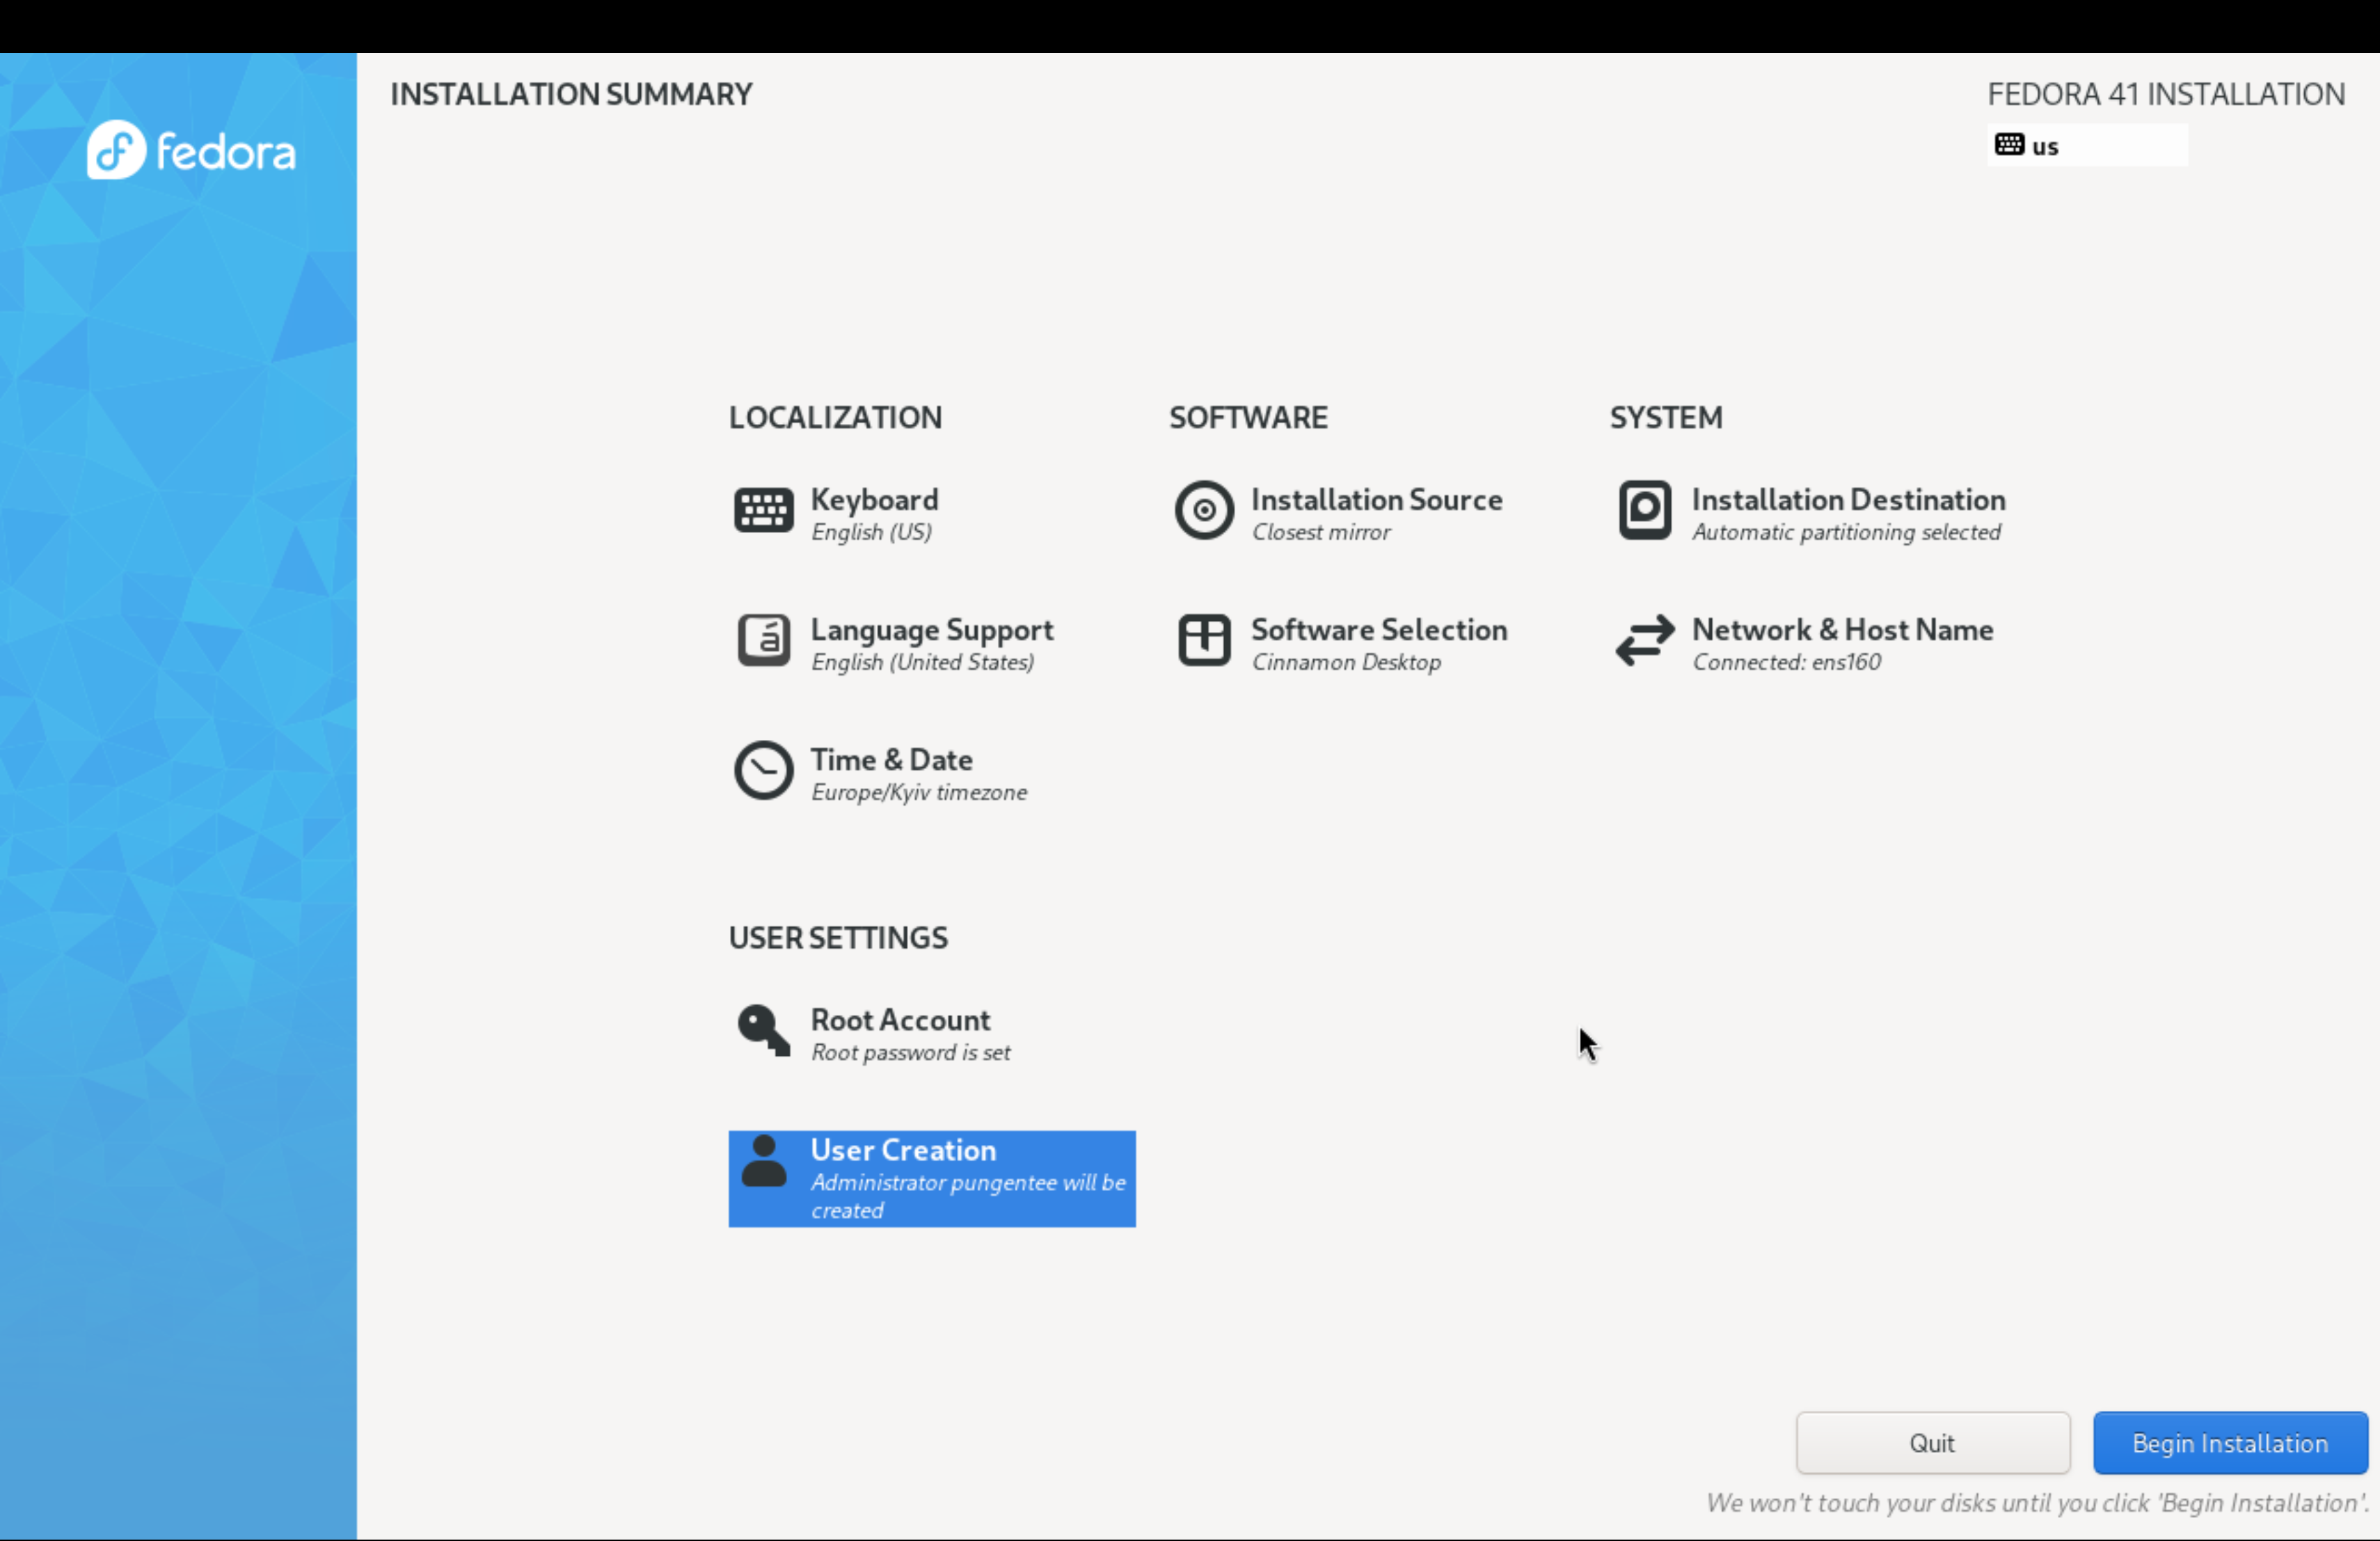 fedora
INSTALLATION SUMMARY
FEDORA 41 INSTALLATION
us
LOCALIZATION
Keyboard
English (US)
Language Support
English (United States)
Time & Date
Europe/Kyiv timezone
SOFTWARE
Installation Source
Closest mirror
Software Selection
Cinnamon Desktop
SYSTEM
Installation Destination
Automatic partitioning selected
Network & Host Name
Connected: ens160
USER SETTINGS
Root Account
Root password is set
User Creation
Administrator pungentee will be
created
Quit
Begin Installation
We won't touch your disks until you click 'Begin Installation'.